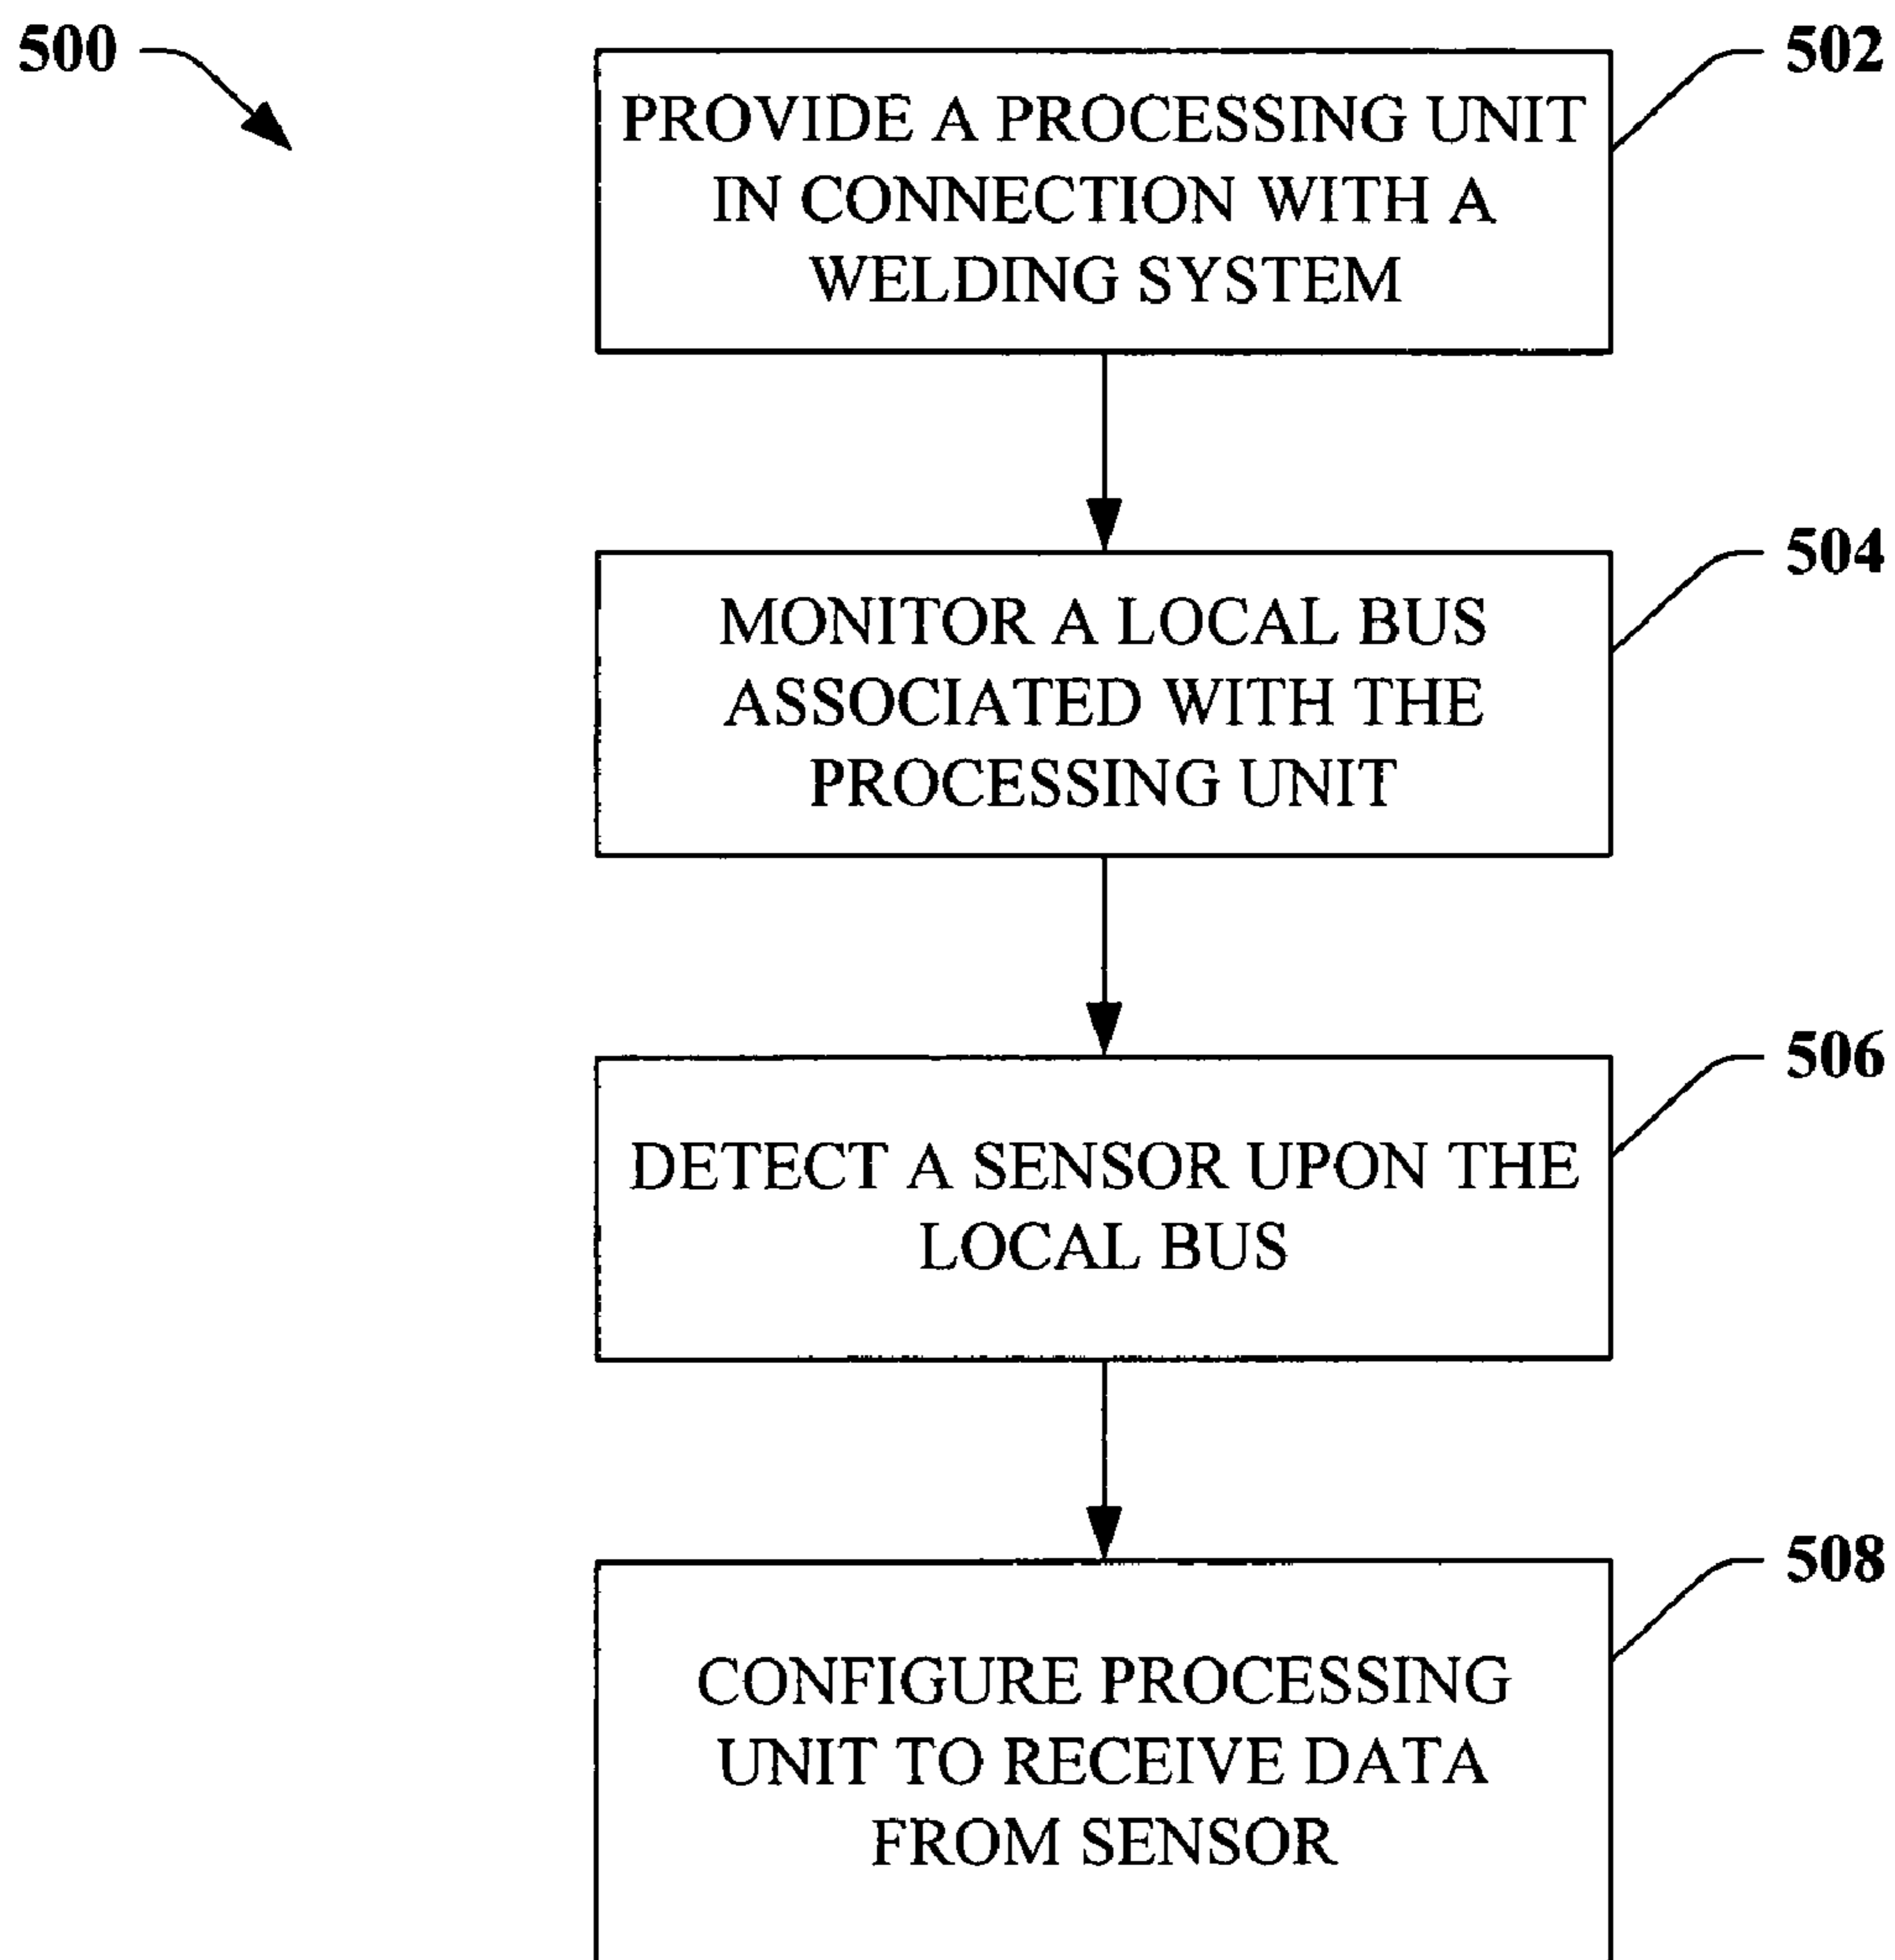 500
502
PROVIDE A PROCESSING UNIT
IN CONNECTION WITH A
WELDING SYSTEM
504
MONITOR A LOCAL BUS
ASSOCIATED WITH THE
PROCESSING UNIT
506
DETECT A SENSOR UPON THE
LOCAL BUS
508
CONFIGURE PROCESSING
UNIT TO RECEIVE DATA
FROM SENSOR